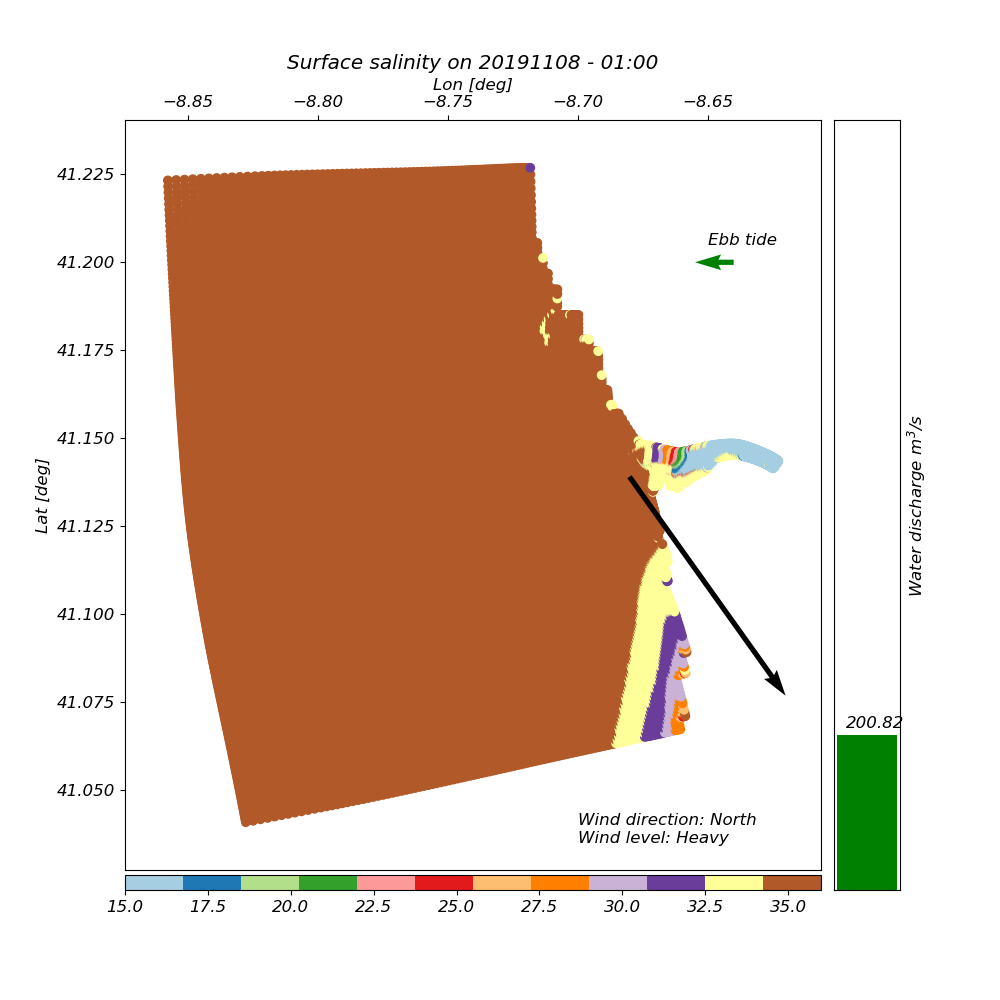 Surface salinity on 20191108 - 01:00
Lon [deg]
−8.85 −8.80 −8.75 −8.70 −8.65
41.225
41.200
41.175
41.150
41.125
41.100
41.075
41.050
Lat [deg]
Ebb tide
Wind direction: North
Wind level: Heavy
200.82
Water discharge m³/s
15.0 17.5 20.0 22.5 25.0 27.5 30.0 32.5 35.0